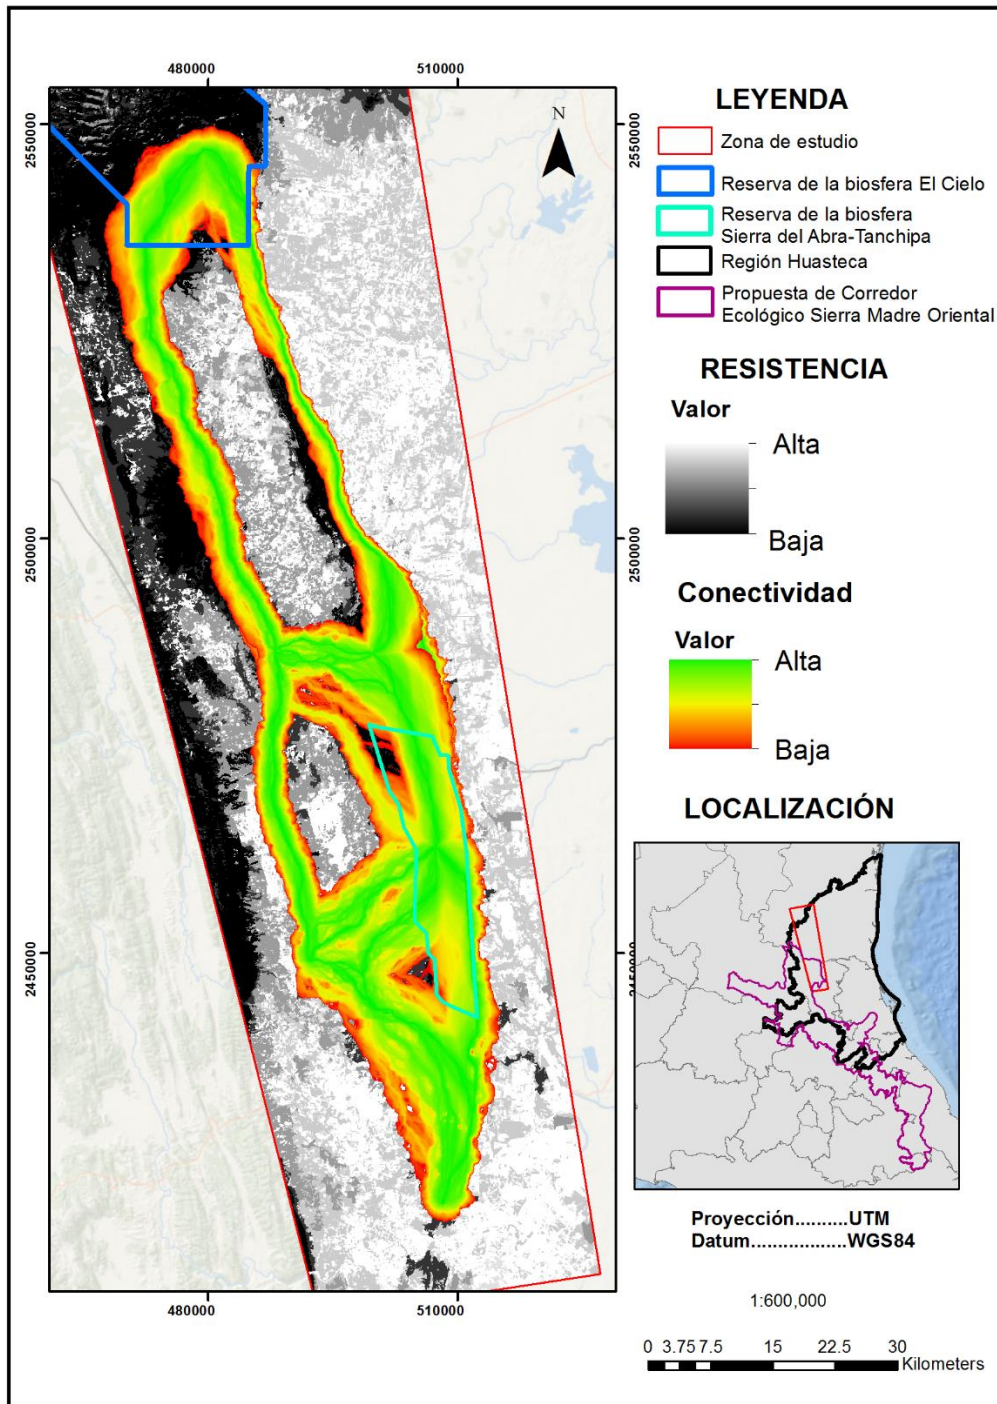 480000
510000
2550000
2550000
N
2500000
2500000
2450000
480000
510000
LEYENDA
Zona de estudio
Reserva de la biosfera El Cielo
Reserva de la biosfera
Sierra del Abra-Tanchipa
Región Huasteca
Propuesta de Corredor
Ecológico Sierra Madre Oriental
RESISTENCIA
Valor
Alta
Baja
Conectividad
Valor
Alta
Baja
LOCALIZACIÓN
Proyección..........UTM
Datum..................WGS84
1:600,000
0 3.75 7.5 15 22.5 30
Kilometers